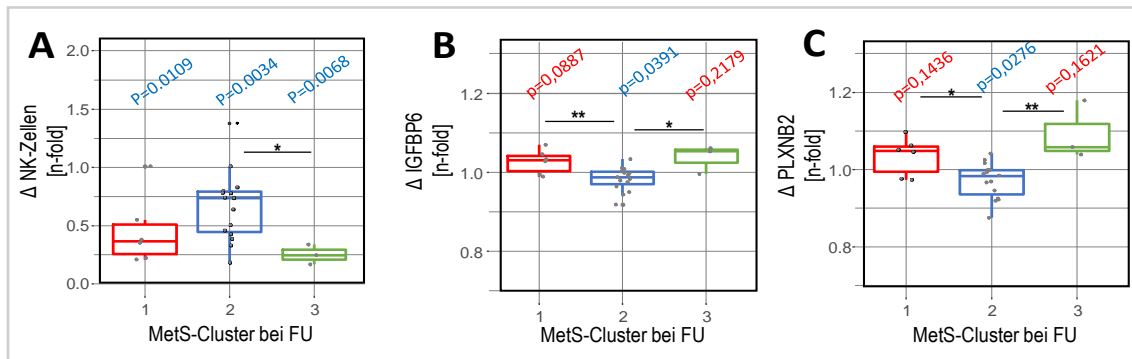 A
P=0.0109
P=0.0034
P=0.0068
2.0
1.5
*
1.0
0.5
0.0
Δ NK-Zellen
[n-fold]
1 2 3
MetS-Cluster bei FU
B
p=0,0887
p=0,0391
p=0,2179
1.2
** *
1.0
0.8
Δ IGFBP6
[n-fold]
1 2 3
MetS-Cluster bei FU
C
p=0,1436
p=0,0276
p=0,1621
1.2
* **
1.0
0.8
Δ PLXNB2
[n-fold]
1 2 3
MetS-Cluster bei FU